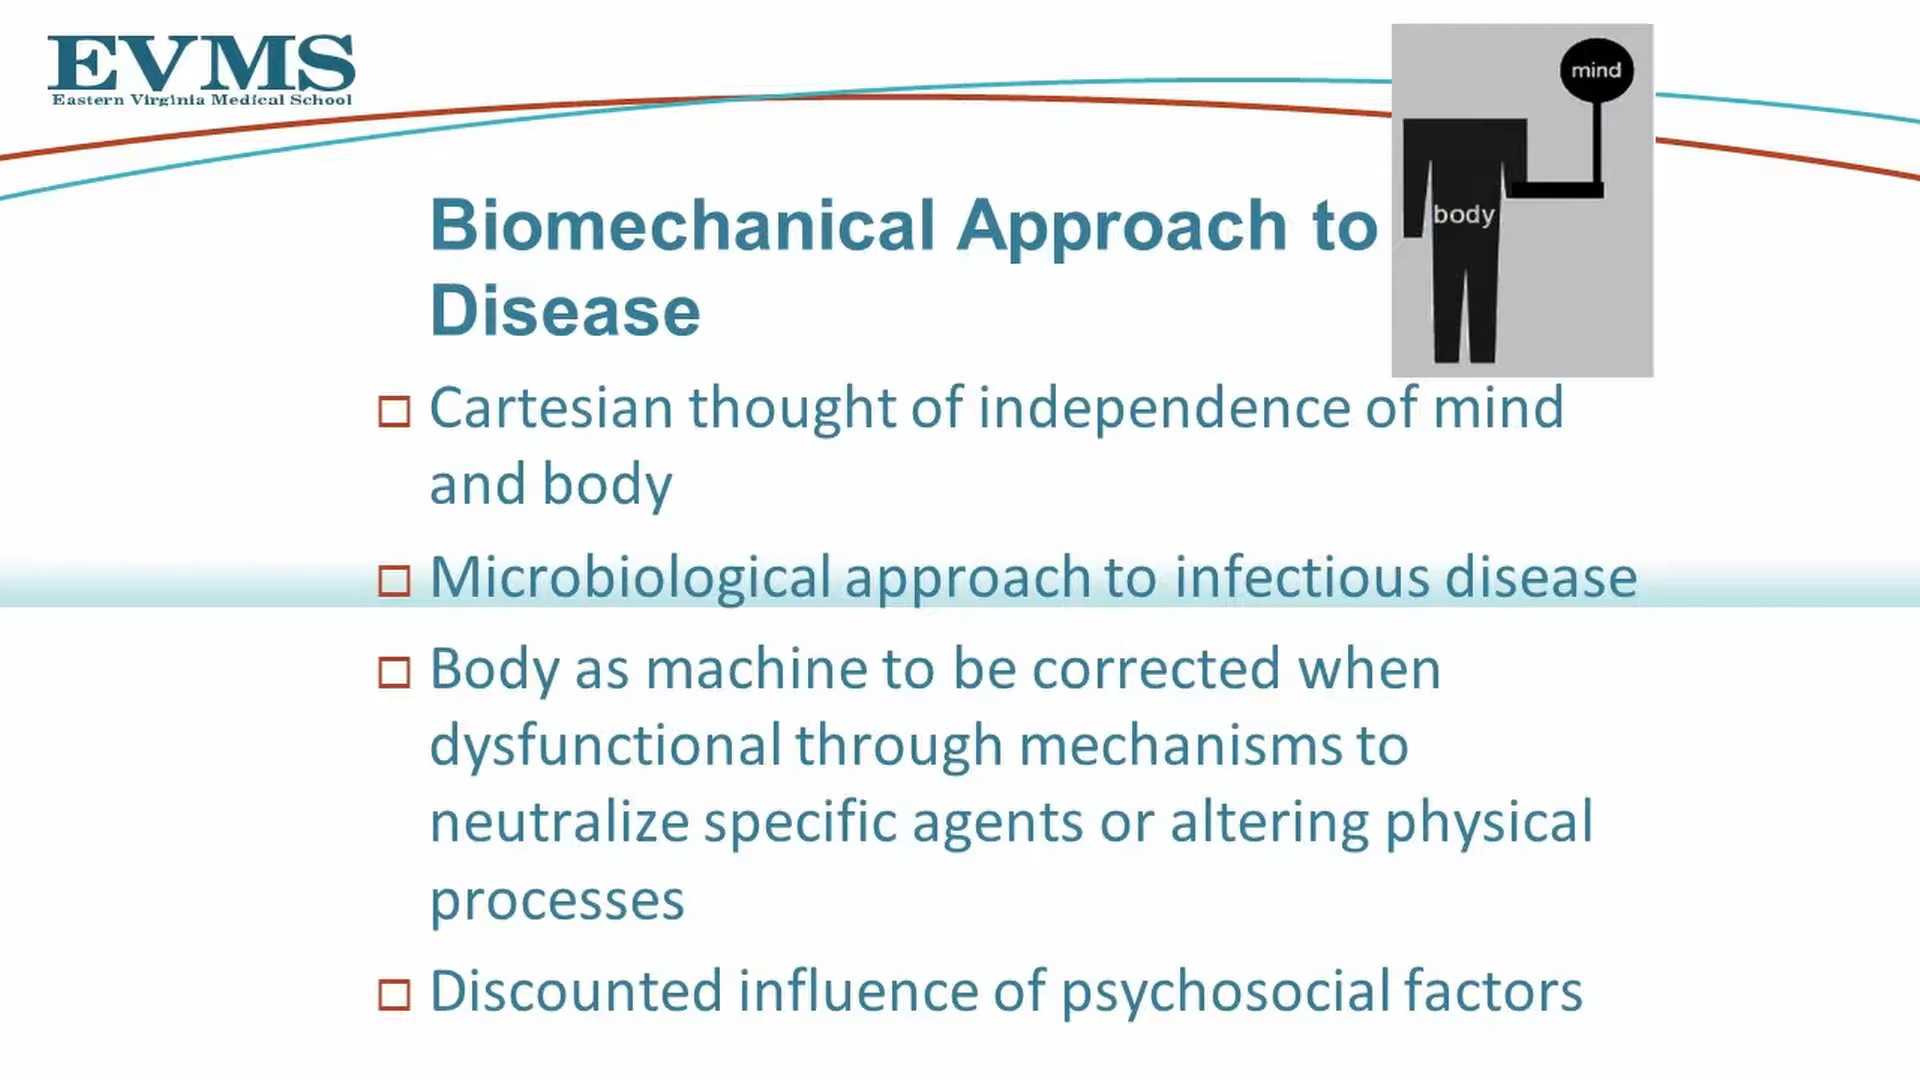 EVMS
Eastern Virginia Medical School
mind
body
Biomechanical Approach to
Disease
Cartesian thought of independence of mind
and body
Microbiological approach to infectious disease
Body as machine to be corrected when
dysfunctional through mechanisms to
neutralize specific agents or altering physical
processes
Discounted influence of psychosocial factors